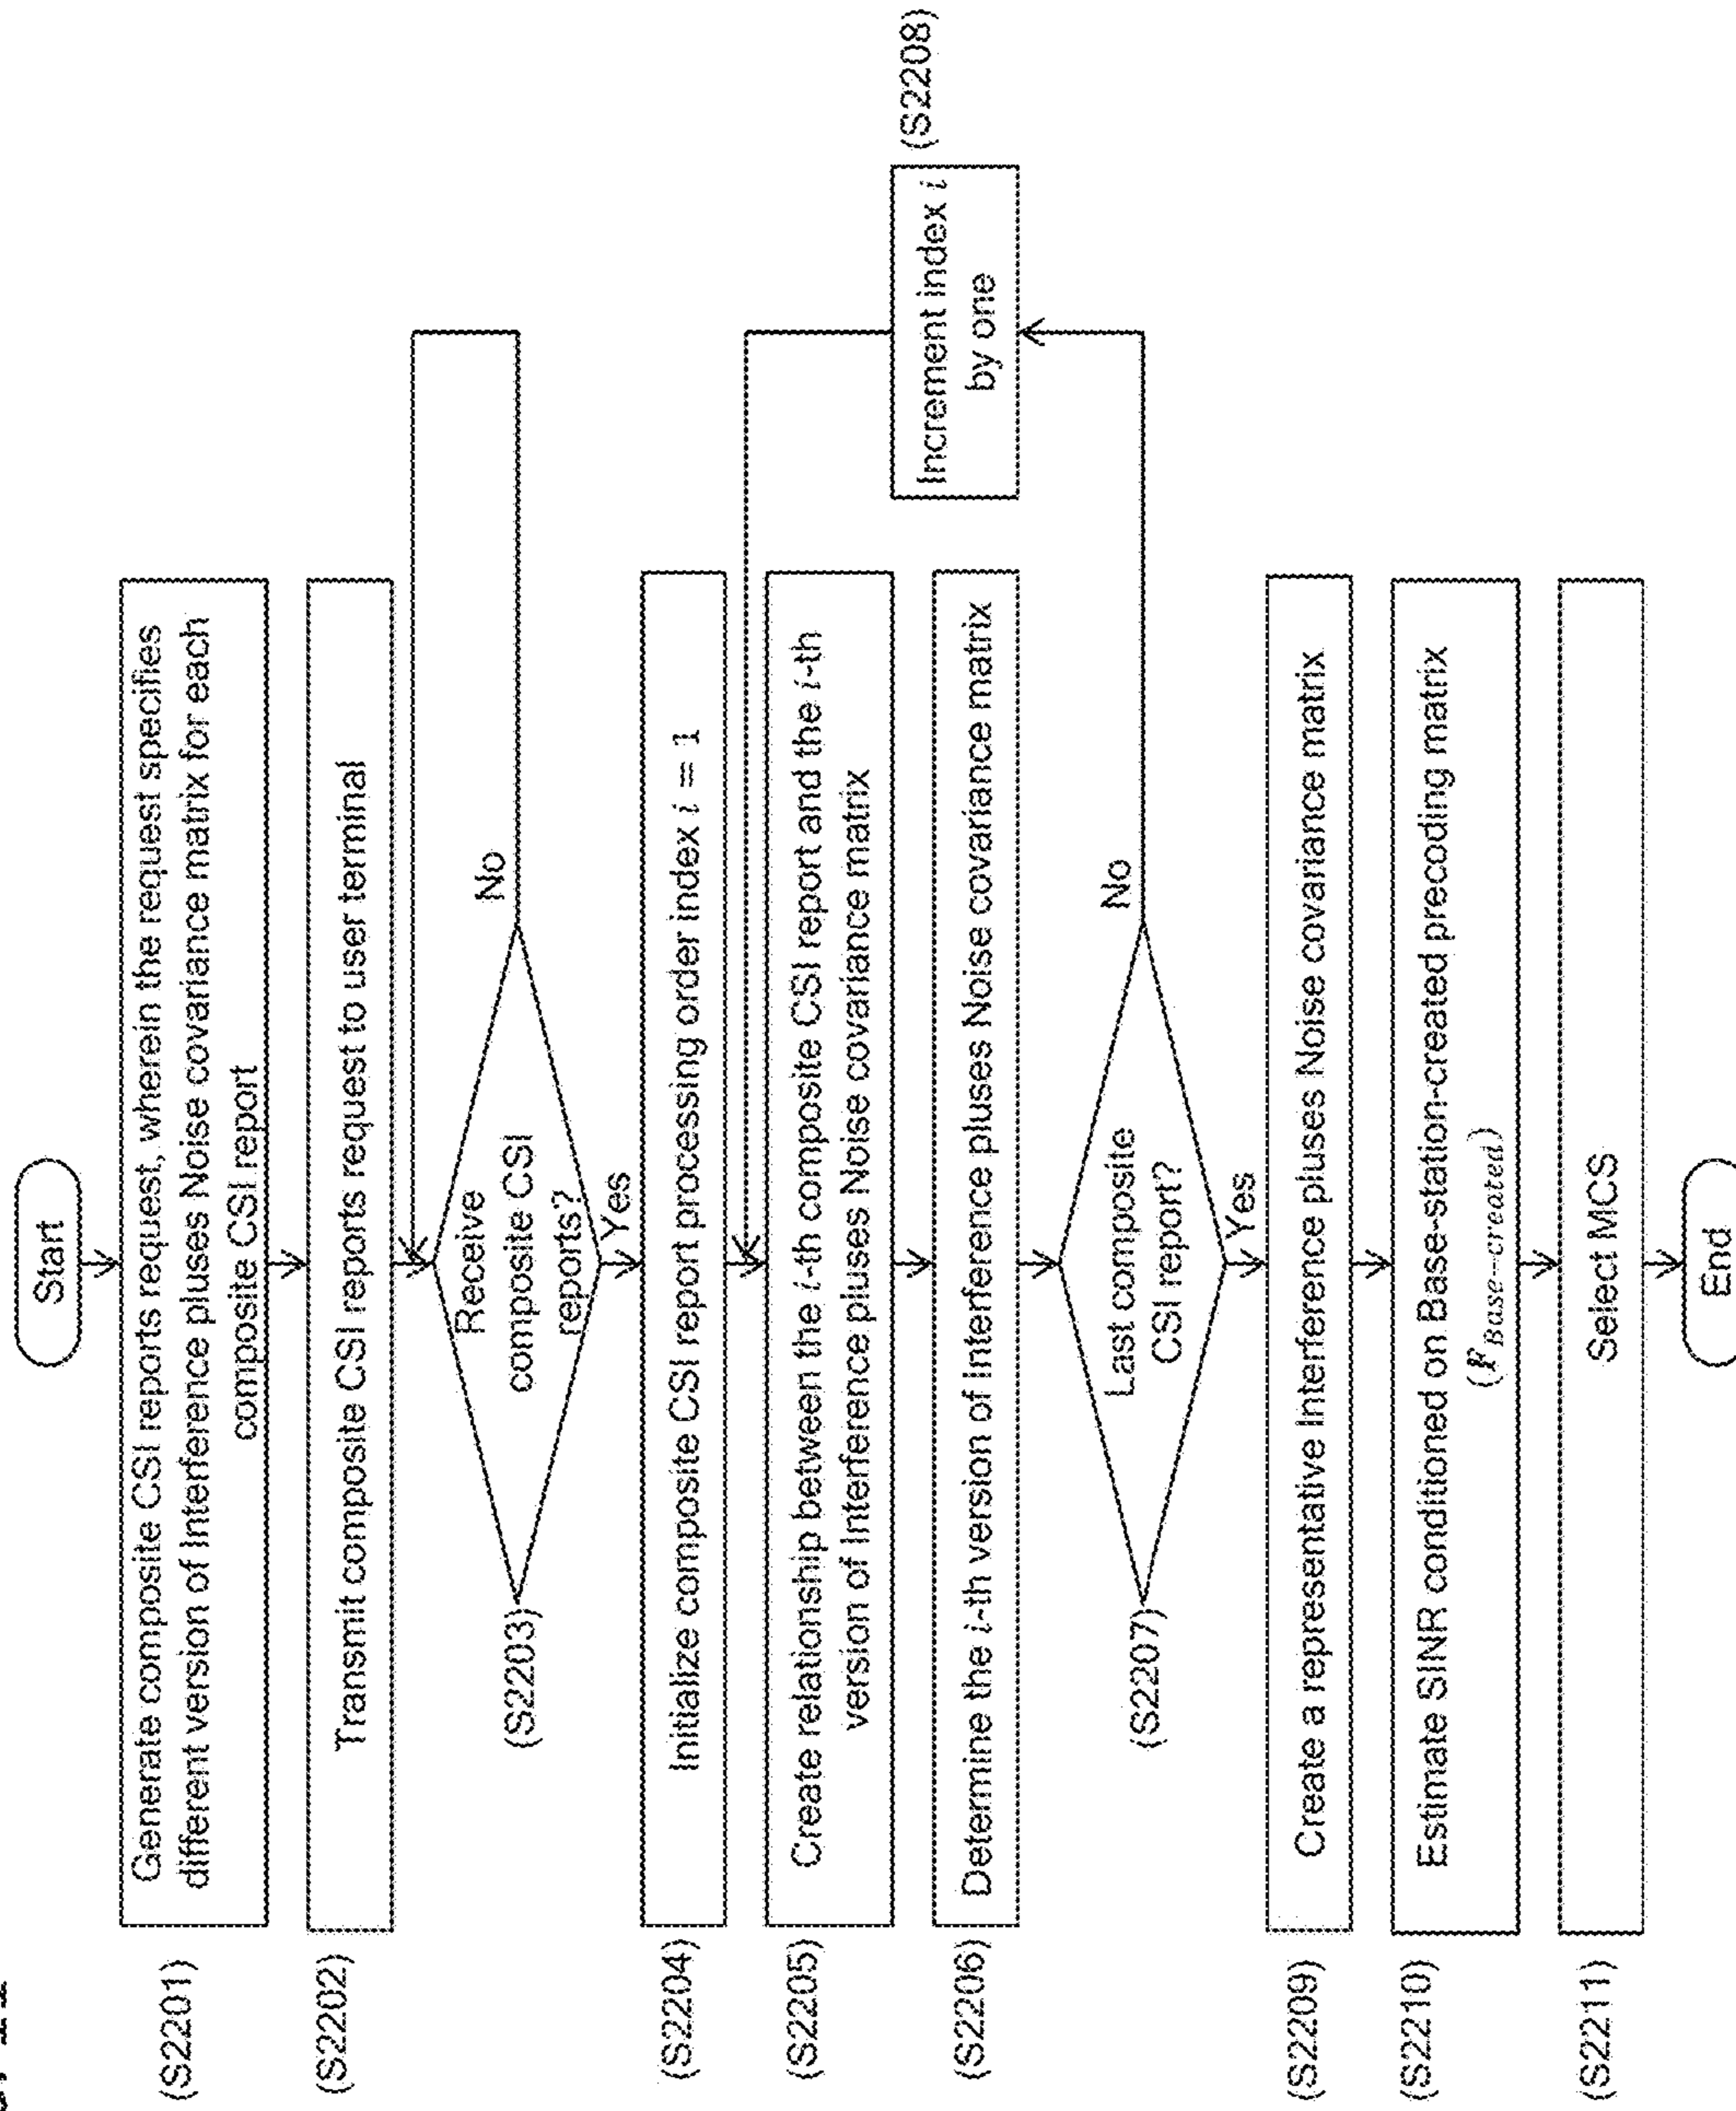 Start
(S2201)
Generate composite CSI reports request, wherein the request specifies
different version of Interference pluses Noise covariance matrix for each
composite CSI report
(S2202)
Transmit composite CSI reports request to user terminal
(S2203)
Receive
composite CSI
reports?
No
Yes
(S2204)
Initialize composite CSI report processing order index i = 1
(S2205)
Create relationship between the i-th composite CSI report and the i-th
version of Interference pluses Noise covariance matrix
(S2206)
Determine the i-th version of Interference pluses Noise covariance matrix
(S2207)
Last composite
CSI report?
No
Increment index i
by one
(S2208)
Yes
(S2209)
Create a representative Interference pluses Noise covariance matrix
(S2210)
Estimate SINR conditioned on Base-station-created precoding matrix
(F Base-created)
(S2211)
Select MCS
End